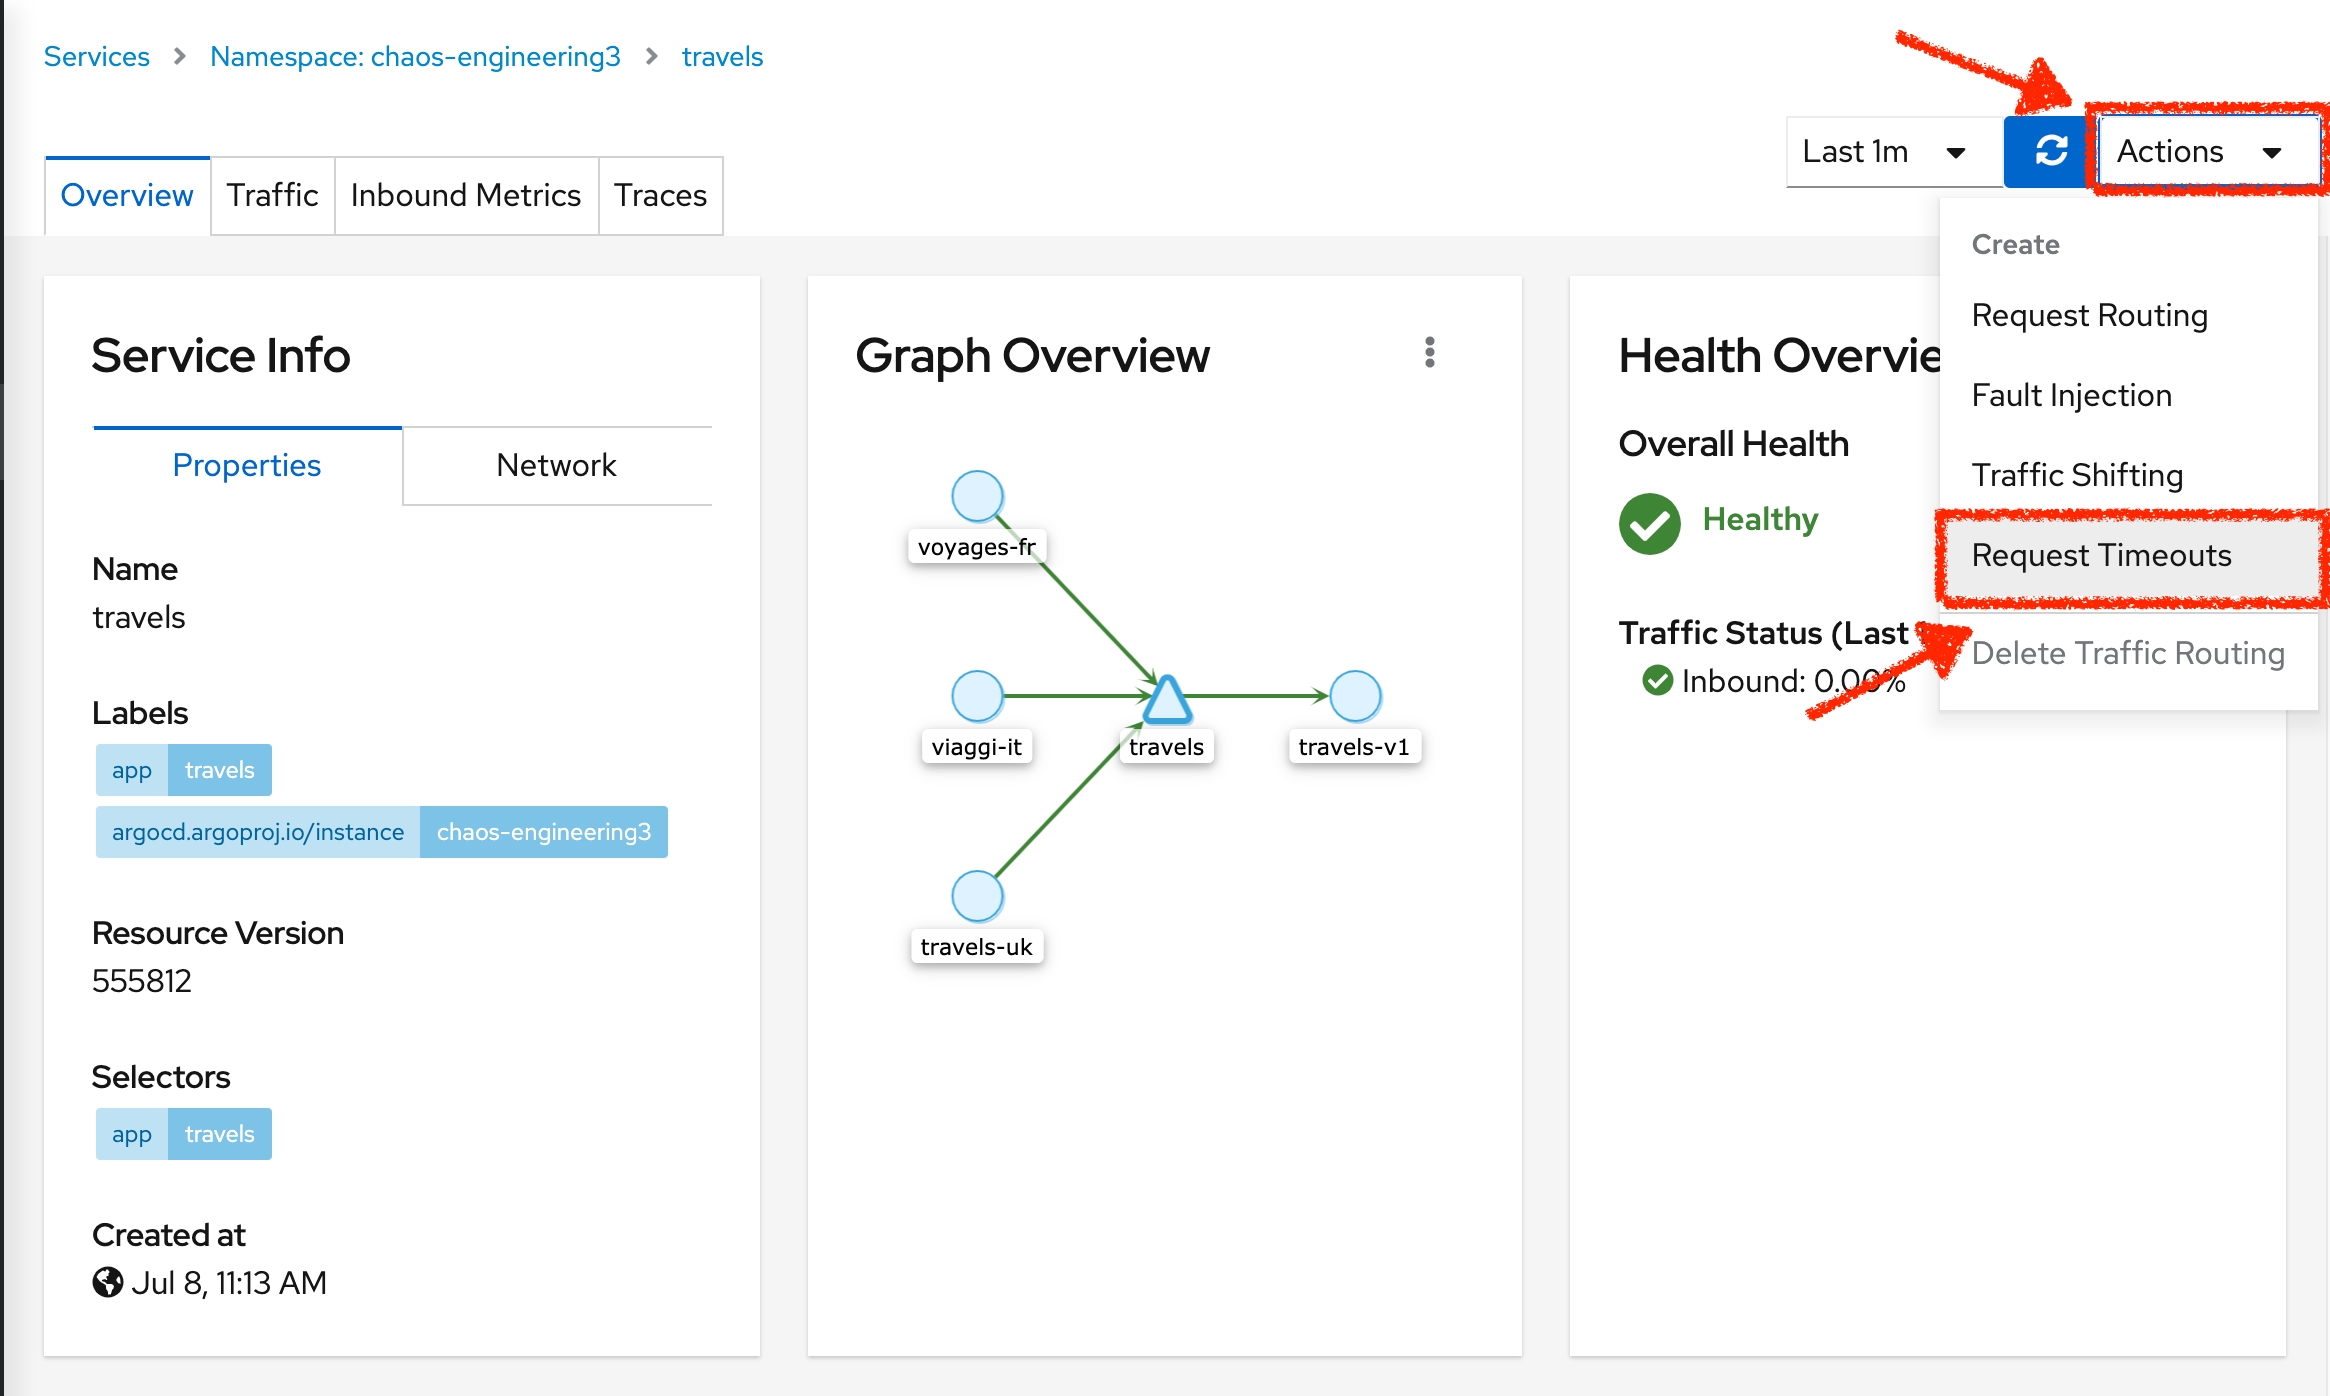 Services > Namespace: chaos-engineering3 > travels
Last 1m
Actions
Overview
Traffic
Inbound Metrics
Traces
Create
Request Routing
Fault Injection
Traffic Shifting
Request Timeouts
Delete Traffic Routing
Service Info
Properties
Network
Name
travels
Labels
app travels
argocd.argoproj.io/instance chaos-engineering3
Resource Version
555812
Selectors
app travels
Created at
Jul 8, 11:13 AM
Graph Overview
voyages-fr
viaggi-it
travels
travels-v1
travels-uk
Health Overvie
Overall Health
Healthy
Traffic Status (Last
Inbound: 0.00%